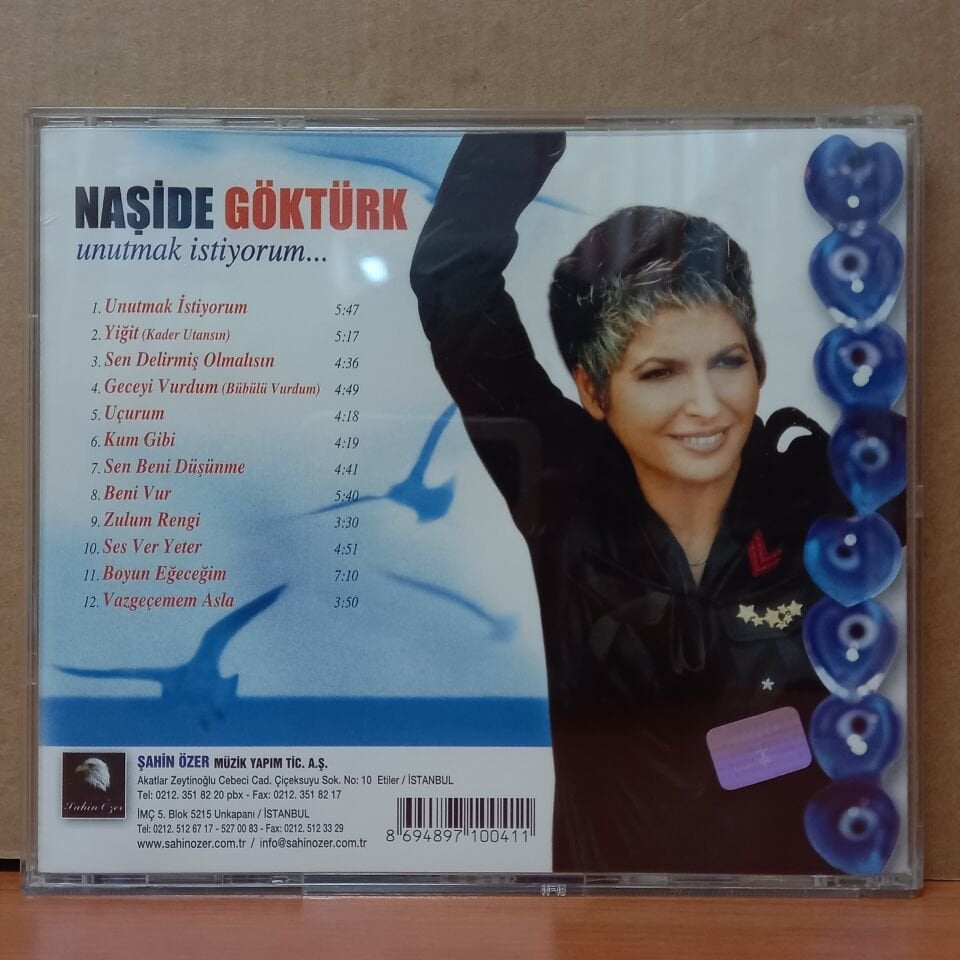 NAŞİDE GÖKTÜRK
unutmak istiyorum...
1. Unutmak İstiyorum 5:47
2. Yiğit (Kader Utansın) 5:17
3. Sen Delirmiş Olmalısın 4:36
4. Geceyi Vurdum (Bübülü Vurdum) 4:49
5. Uçurum 4:18
6. Kum Gibi 4:19
7. Sen Beni Düşünme 4:41
8. Beni Vur 5:40
9. Zulum Rengi 3:30
10. Ses Ver Yeter 4:51
11. Boyun Eğeceğim 7:10
12. Vazgeçemem Asla 3:50
Şahin Özer
ŞAHİN ÖZER MÜZİK YAPIM TİC. A.Ş.
Akatlar Zeytinoğlu Cebeci Cad. Çiçeksuyu Sok. No: 10 Etiler / İSTANBUL
Tel: 0212. 351 82 20 pbx - Fax: 0212. 351 82 17
İMÇ 5. Blok 5215 Unkapanı / İSTANBUL
Tel: 0212. 512 67 17 - 527 00 83 - Fax: 0212. 512 33 29
www.sahinozer.com.tr / info@sahinozer.com.tr
8 694897 100411